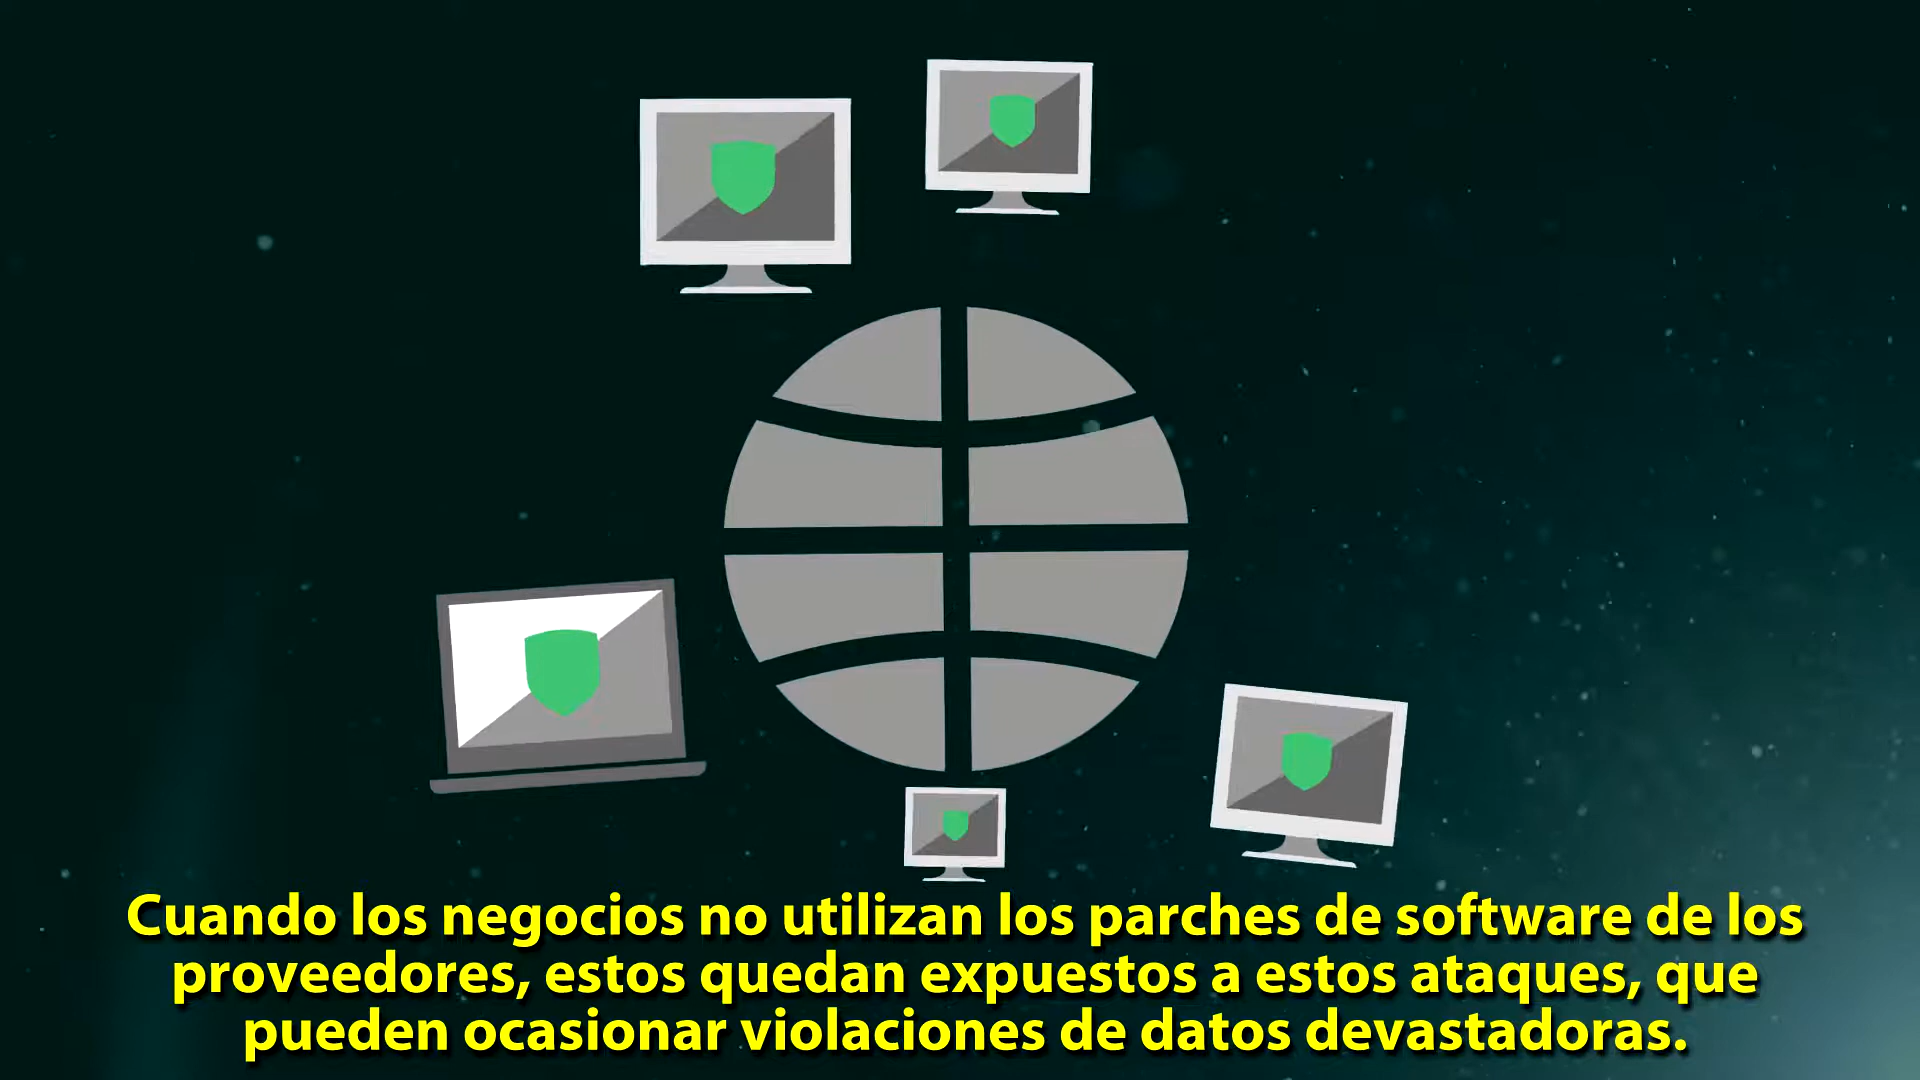 Cuando los negocios no utilizan los parches de software de los
proveedores, estos quedan expuestos a estos ataques, que
pueden ocasionar violaciones de datos devastadoras.